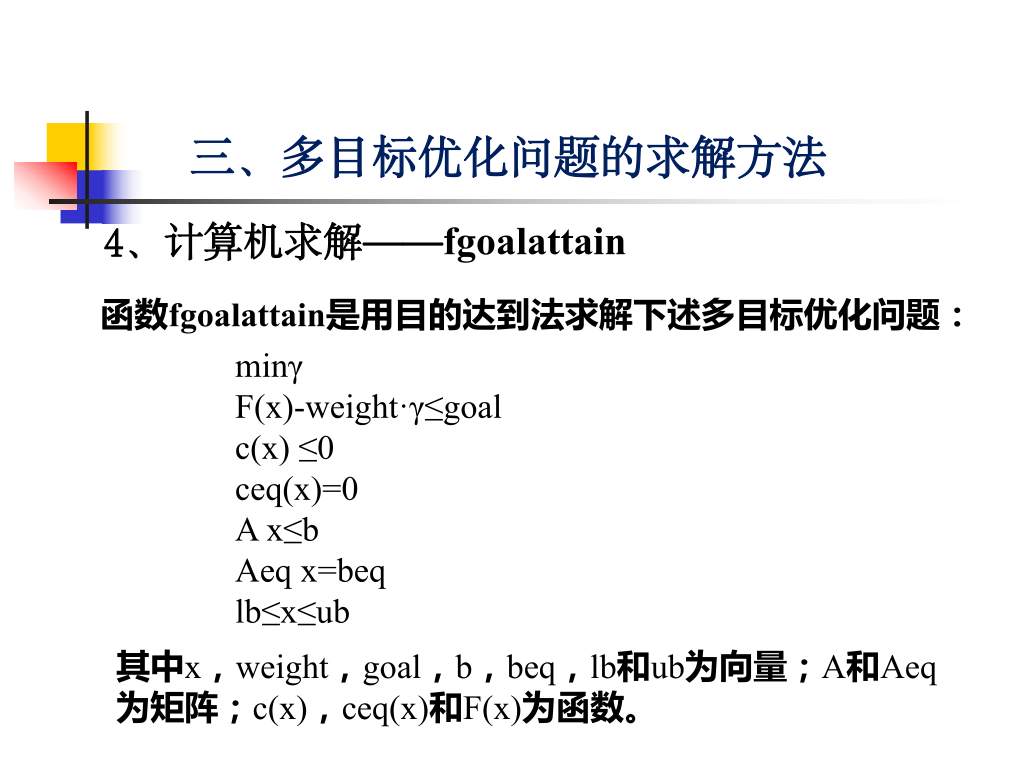 三、多目标优化问题的求解方法
4、计算机求解——fgoalattain
函数fgoalattain是用目的达到法求解下述多目标优化问题：
minγ
F(x)-weight·γ≤goal
c(x) ≤0
ceq(x)=0
A x≤b
Aeq x=beq
lb≤x≤ub
其中x，weight，goal，b，beq，lb和ub为向量；A和Aeq
为矩阵；c(x)，ceq(x)和F(x)为函数。